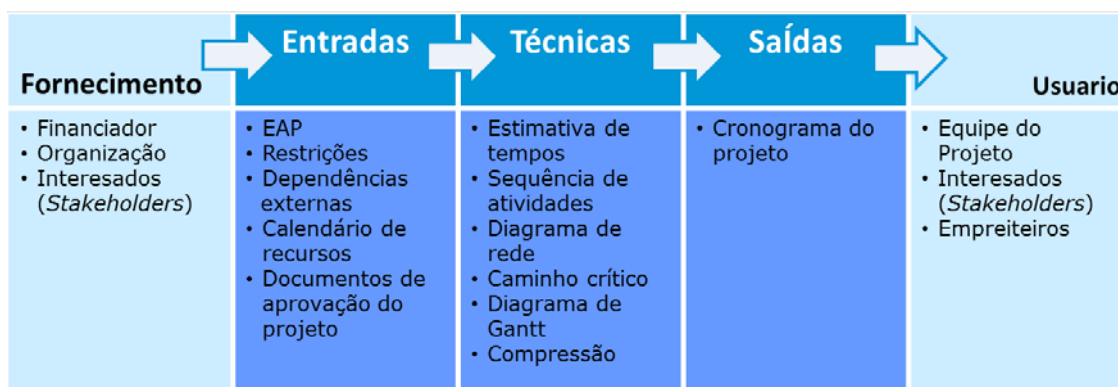 Fornecimento
Entradas
Técnicas
SaÍdas
Usuario
• Financiador
• Organização
• Interesados
(Stakeholders)
• EAP
• Restrições
• Dependências
externas
• Calendário de
recursos
• Documentos de
aprovação do
projeto
• Estimativa de
tempos
• Sequência de
atividades
• Diagrama de
rede
• Caminho crítico
• Diagrama de
Gantt
• Compressão
• Cronograma do
projeto
• Equipe do
Projeto
• Interesados
(Stakeholders)
• Empreiteiros